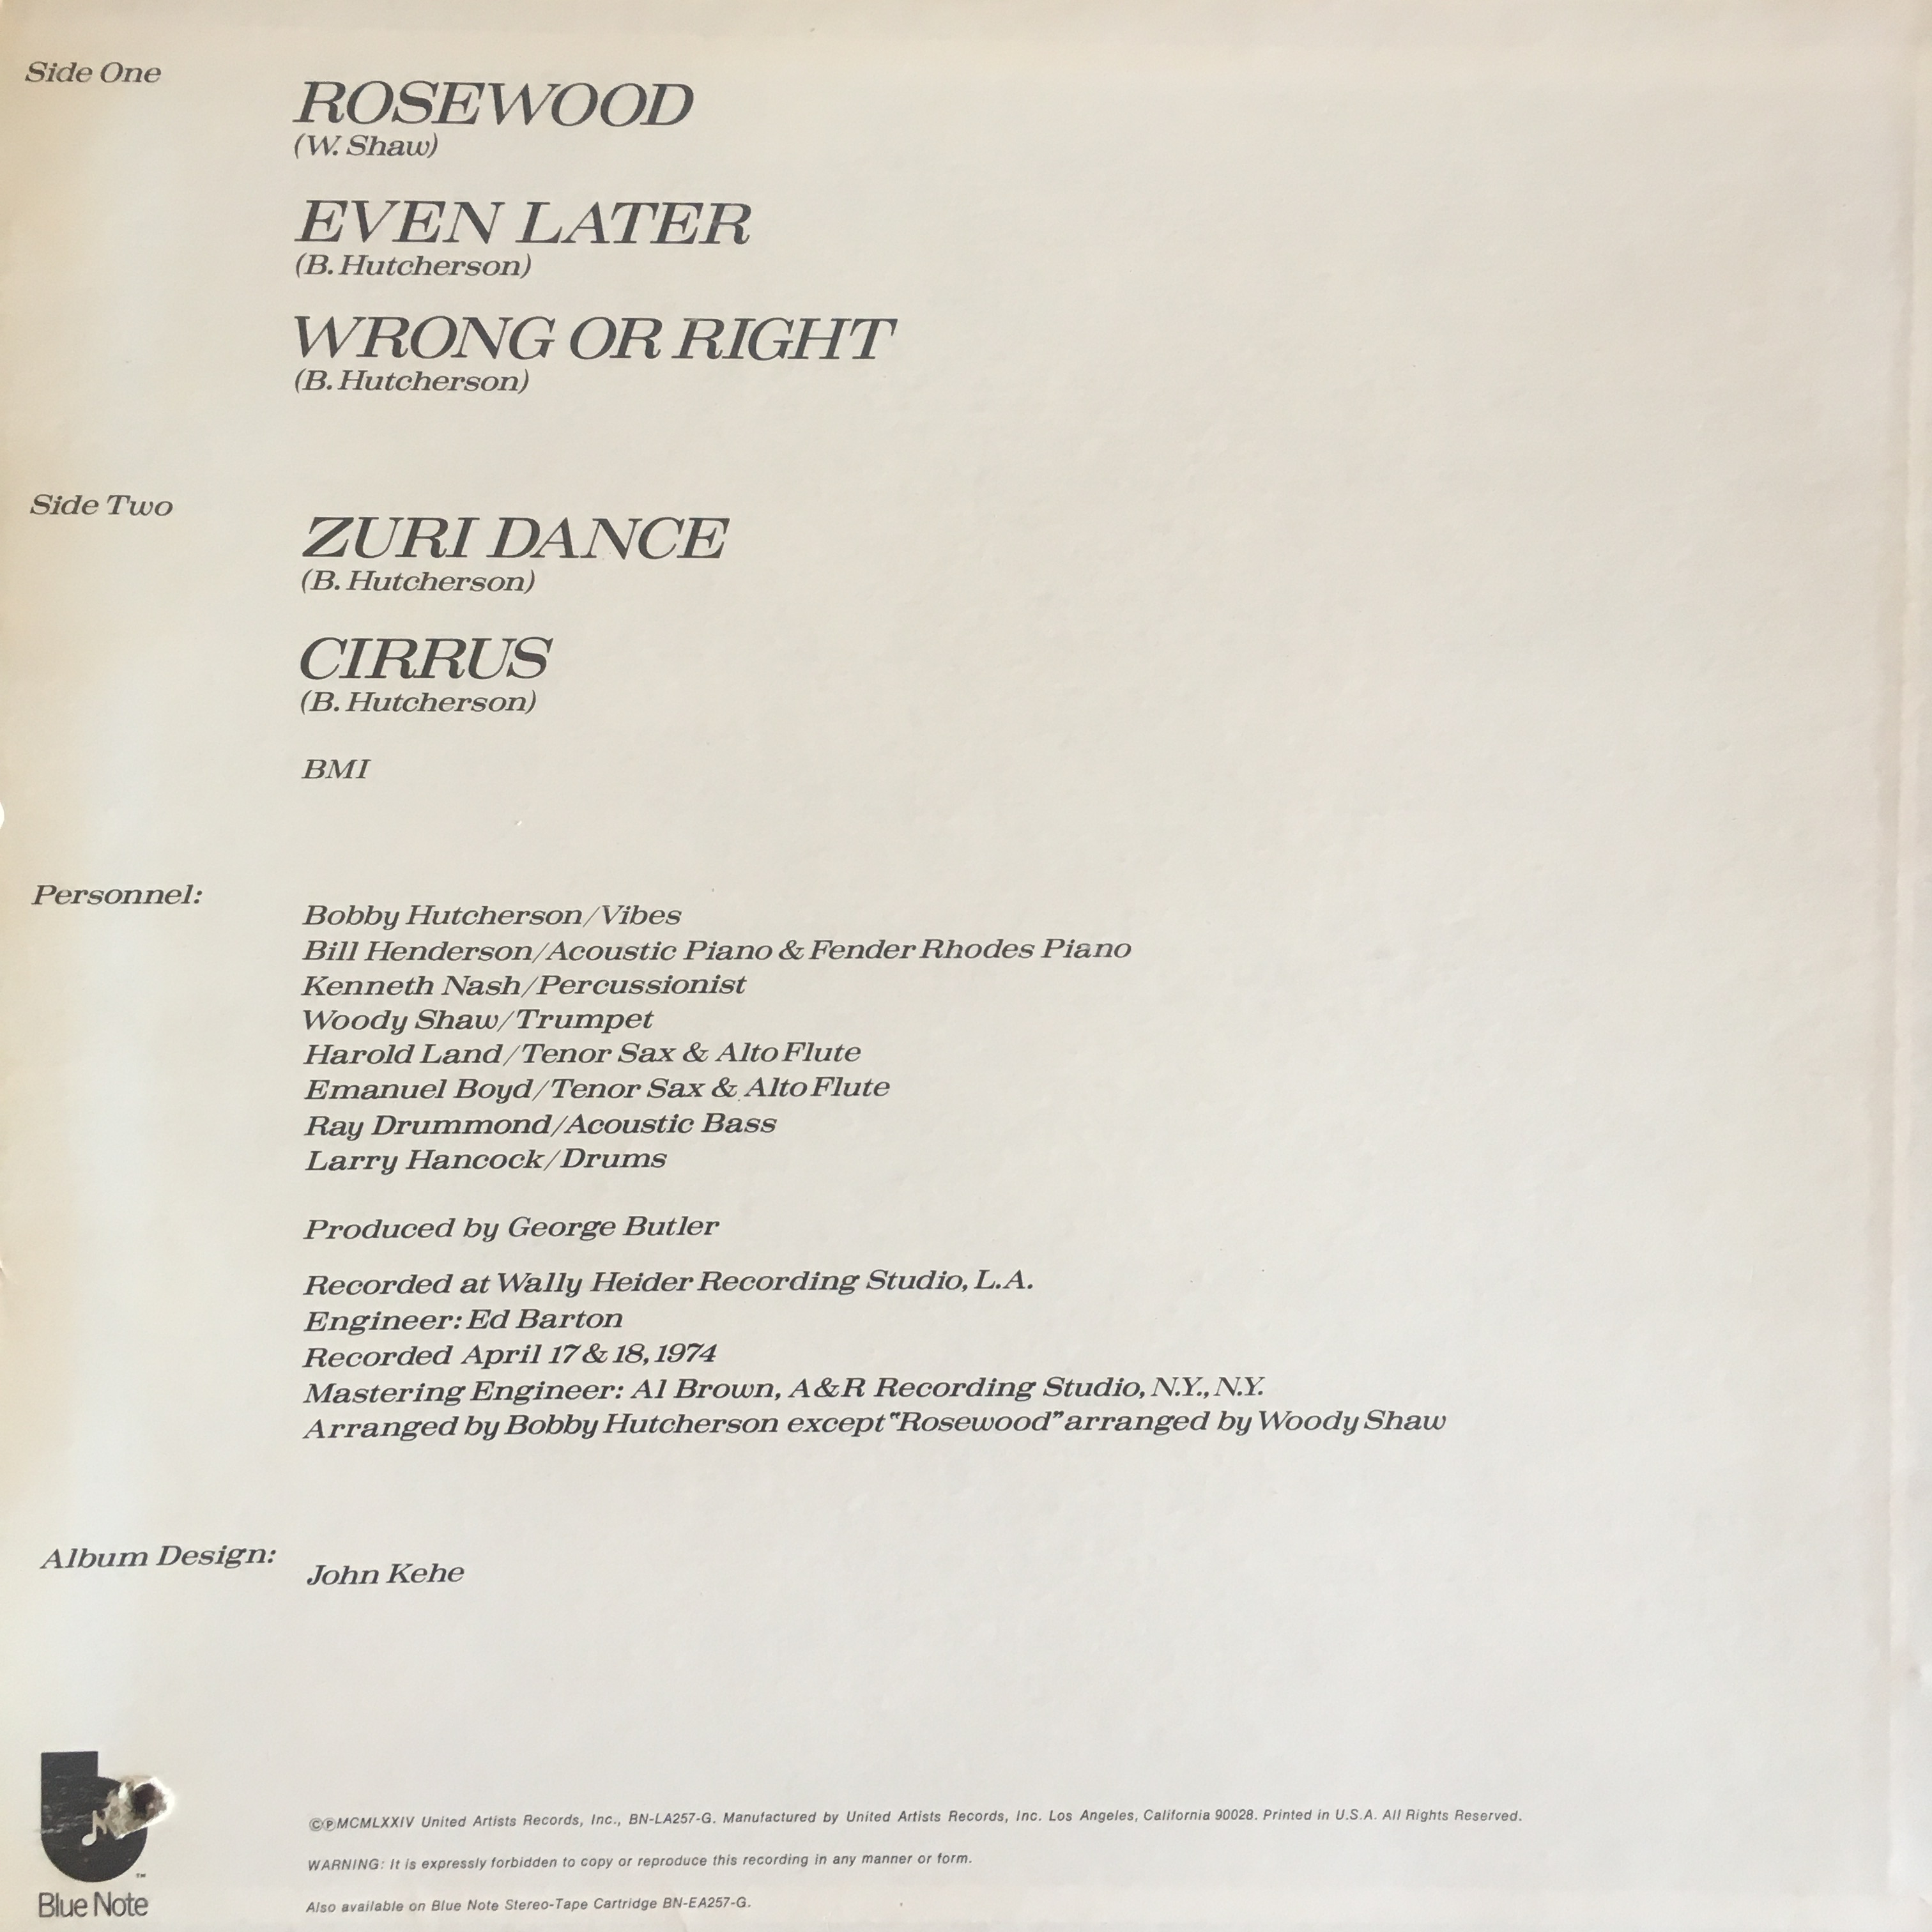 Side One
ROSEWOOD
(W. Shaw)
EVEN LATER
(B. Hutcherson)
WRONG OR RIGHT
(B. Hutcherson)
Side Two
ZURI DANCE
(B. Hutcherson)
CIRRUS
(B. Hutcherson)
BMI
Personnel:
Bobby Hutcherson/Vibes
Bill Henderson/Acoustic Piano & Fender Rhodes Piano
Kenneth Nash/Percussionist
Woody Shaw/Trumpet
Harold Land/Tenor Sax & Alto Flute
Emanuel Boyd/Tenor Sax & Alto Flute
Ray Drummond/Acoustic Bass
Larry Hancock/Drums
Produced by George Butler
Recorded at Wally Heider Recording Studio, L.A.
Engineer: Ed Barton
Recorded April 17 & 18, 1974
Mastering Engineer: Al Brown, A&R Recording Studio, N.Y., N.Y.
Arranged by Bobby Hutcherson except "Rosewood" arranged by Woody Shaw
Album Design:
John Kehe
©℗MCMLXXIV United Artists Records, Inc., BN-LA257-G. Manufactured by United Artists Records, Inc. Los Angeles, California 90028. Printed in U.S.A. All Rights Reserved.
WARNING: It is expressly forbidden to copy or reproduce this recording in any manner or form.
Also available on Blue Note Stereo-Tape Cartridge BN-EA257-G.
b
™
Blue Note